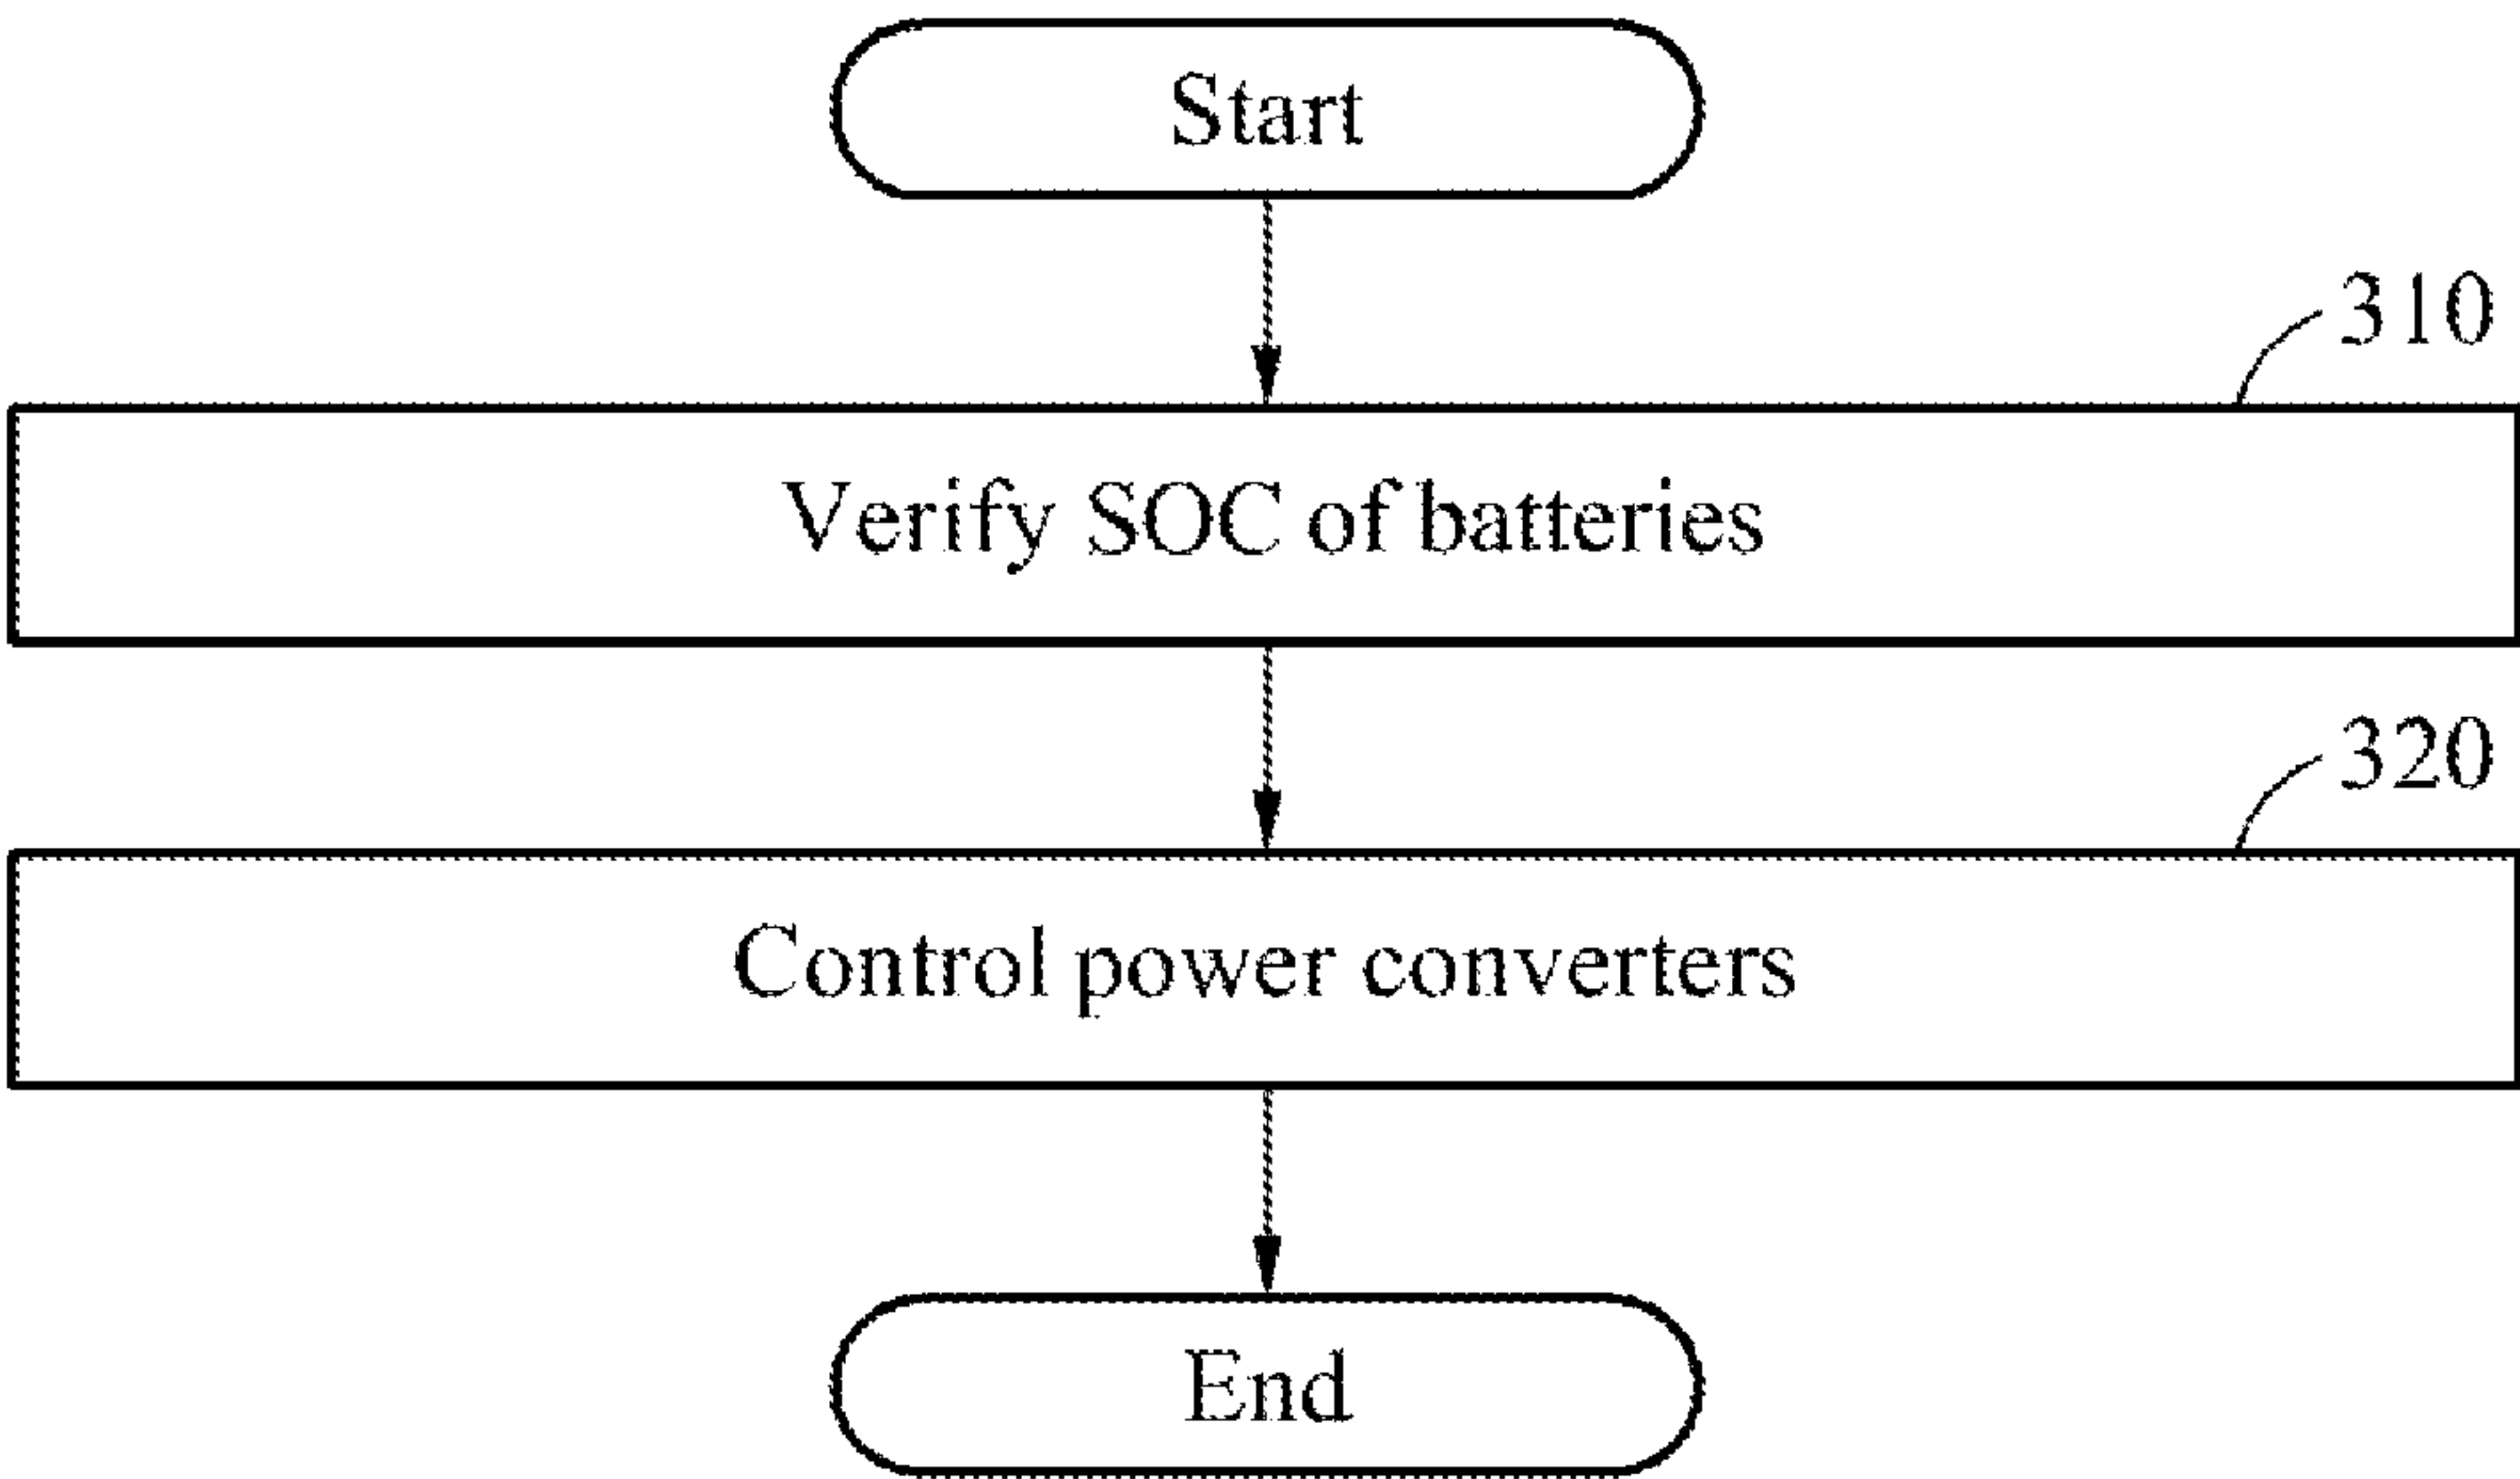 Start
310
Verify SOC of batteries
320
Control power converters
End